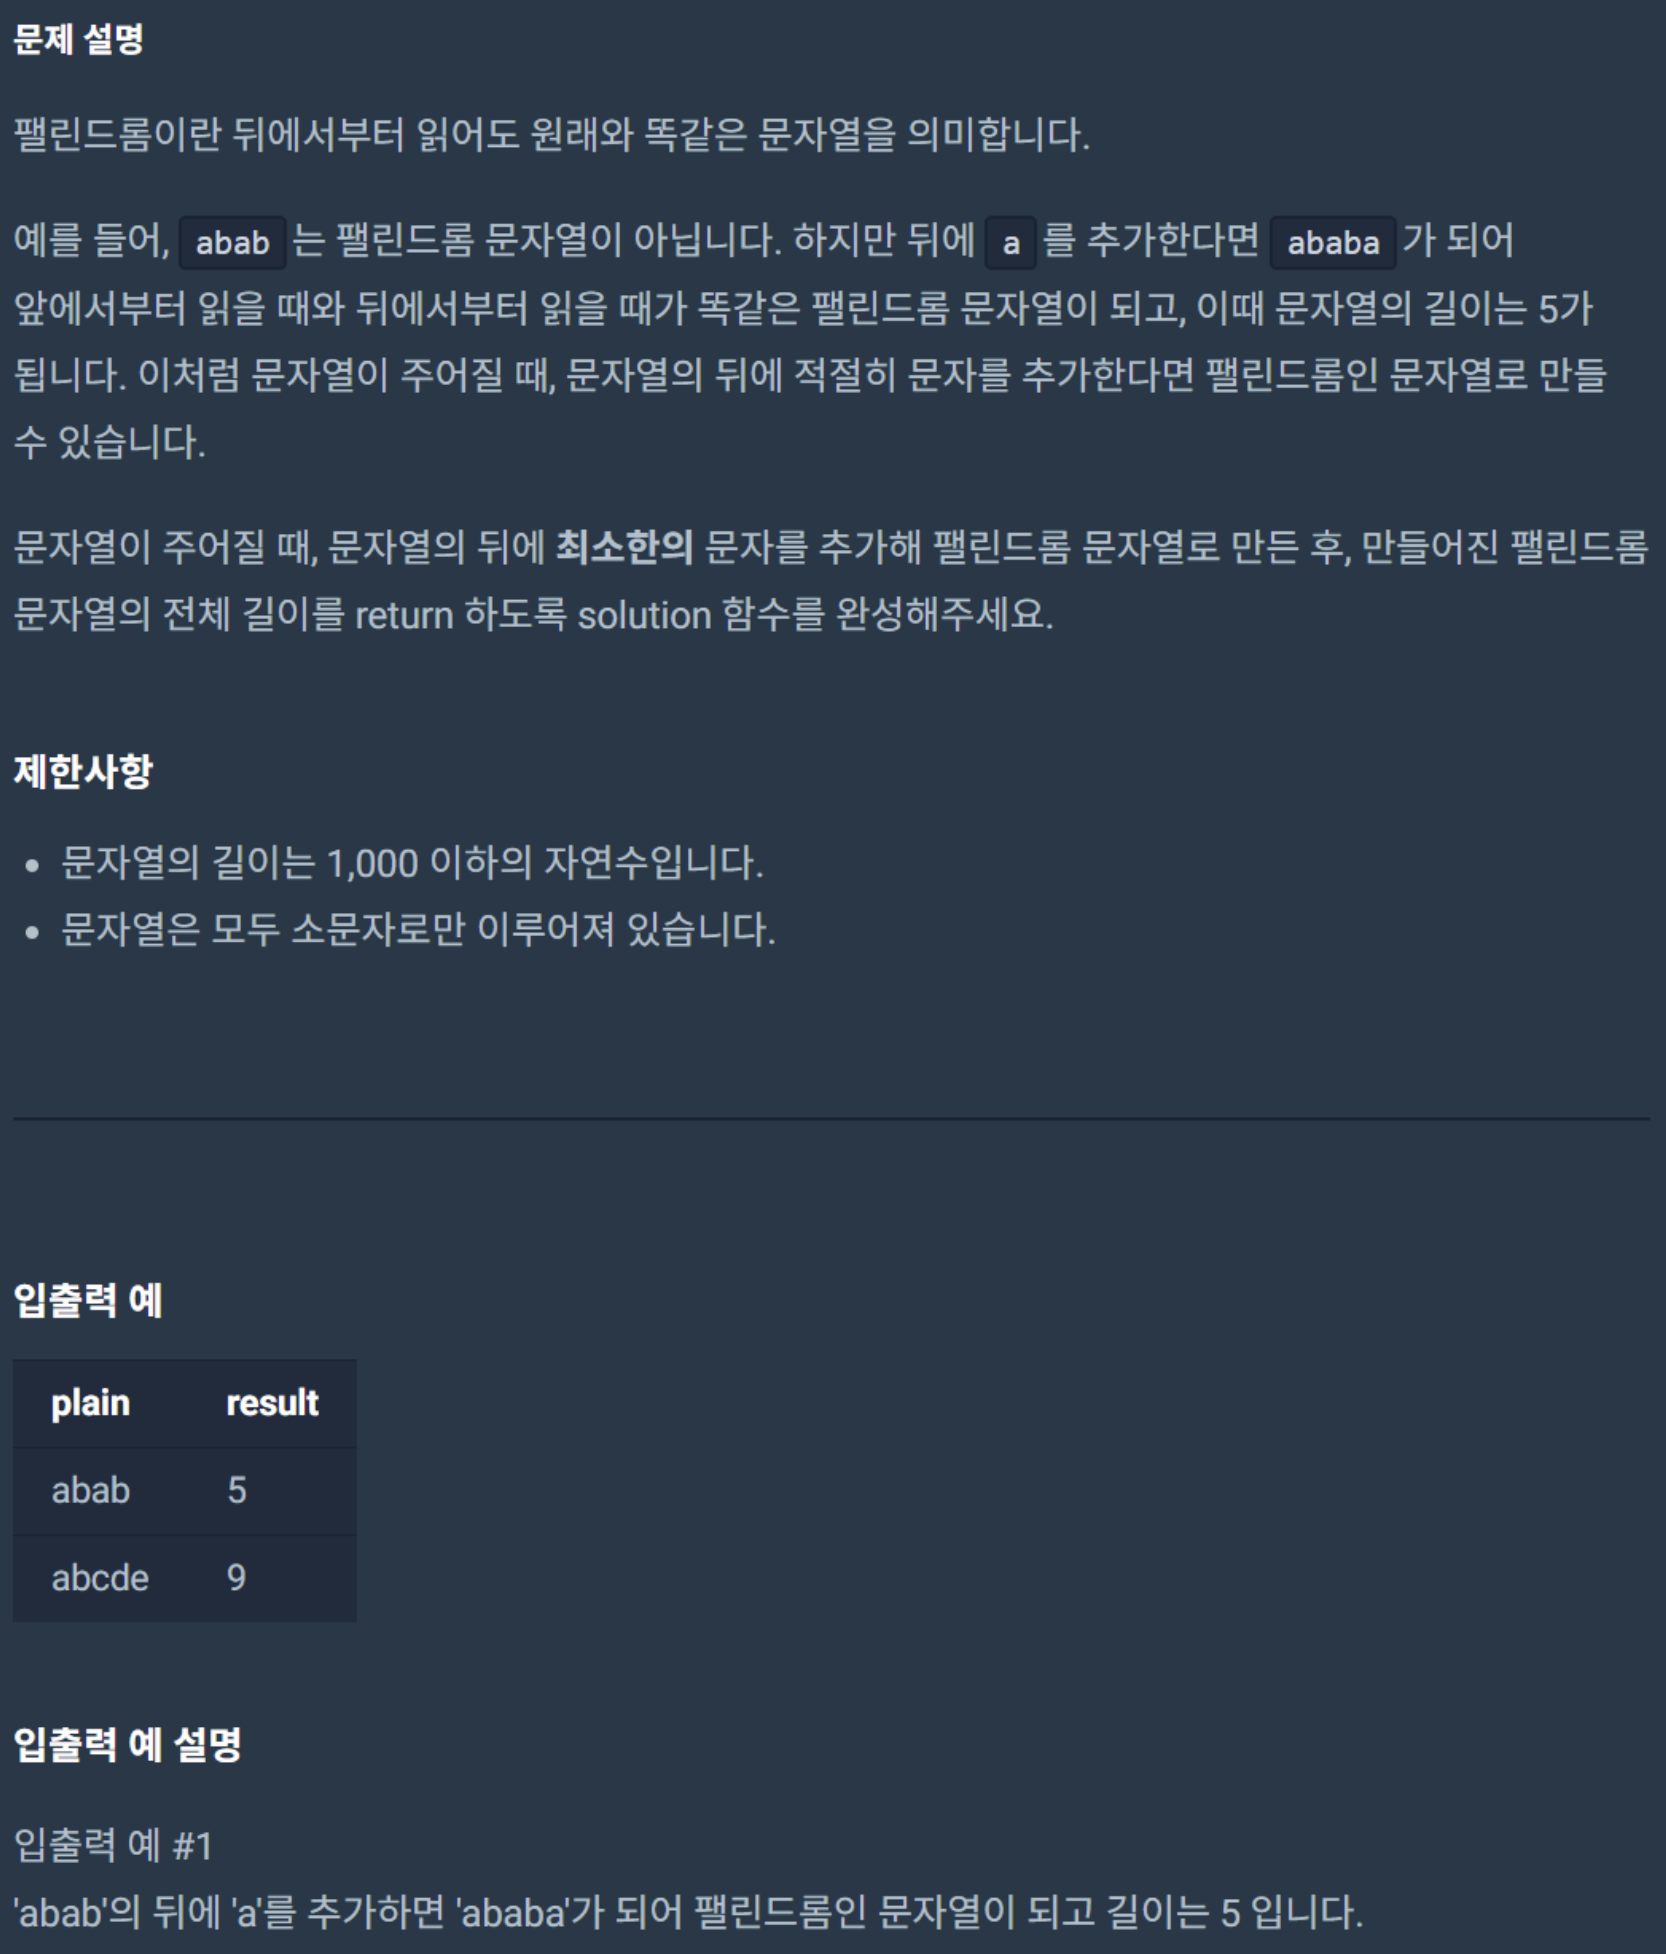 문제 설명
팰린드롬이란 뒤에서부터 읽어도 원래와 똑같은 문자열을 의미합니다.
예를 들어, abab 는 팰린드롬 문자열이 아닙니다. 하지만 뒤에 a 를 추가한다면 ababa 가 되어
앞에서부터 읽을 때와 뒤에서부터 읽을 때가 똑같은 팰린드롬 문자열이 되고, 이때 문자열의 길이는 5가
됩니다. 이처럼 문자열이 주어질 때, 문자열의 뒤에 적절히 문자를 추가한다면 팰린드롬인 문자열로 만들
수 있습니다.
문자열이 주어질 때, 문자열의 뒤에 최소한의 문자를 추가해 팰린드롬 문자열로 만든 후, 만들어진 팰린드롬
문자열의 전체 길이를 return 하도록 solution 함수를 완성해주세요.
제한사항
• 문자열의 길이는 1,000 이하의 자연수입니다.
• 문자열은 모두 소문자로만 이루어져 있습니다.
입출력 예
plain result
abab 5
abcde 9
입출력 예 설명
입출력 예 #1
'abab'의 뒤에 'a'를 추가하면 'ababa'가 되어 팰린드롬인 문자열이 되고 길이는 5 입니다.